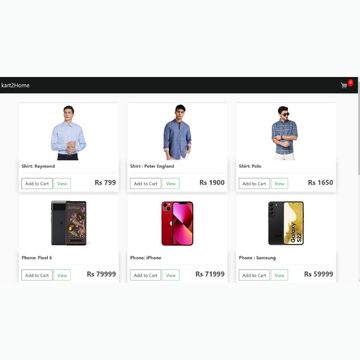 kart2Home
Shirt: Raymond
Add to Cart View Rs 799
Shirt : Peter England
Add to Cart View Rs 1900
Shirt: Polo
Add to Cart View Rs 1650
Phone: Pixel 6
Add to Cart View Rs 79999
Phone: iPhone
Add to Cart View Rs 71999
GALAXY
S22
Phone : Samsung
Add to Cart View Rs 59999